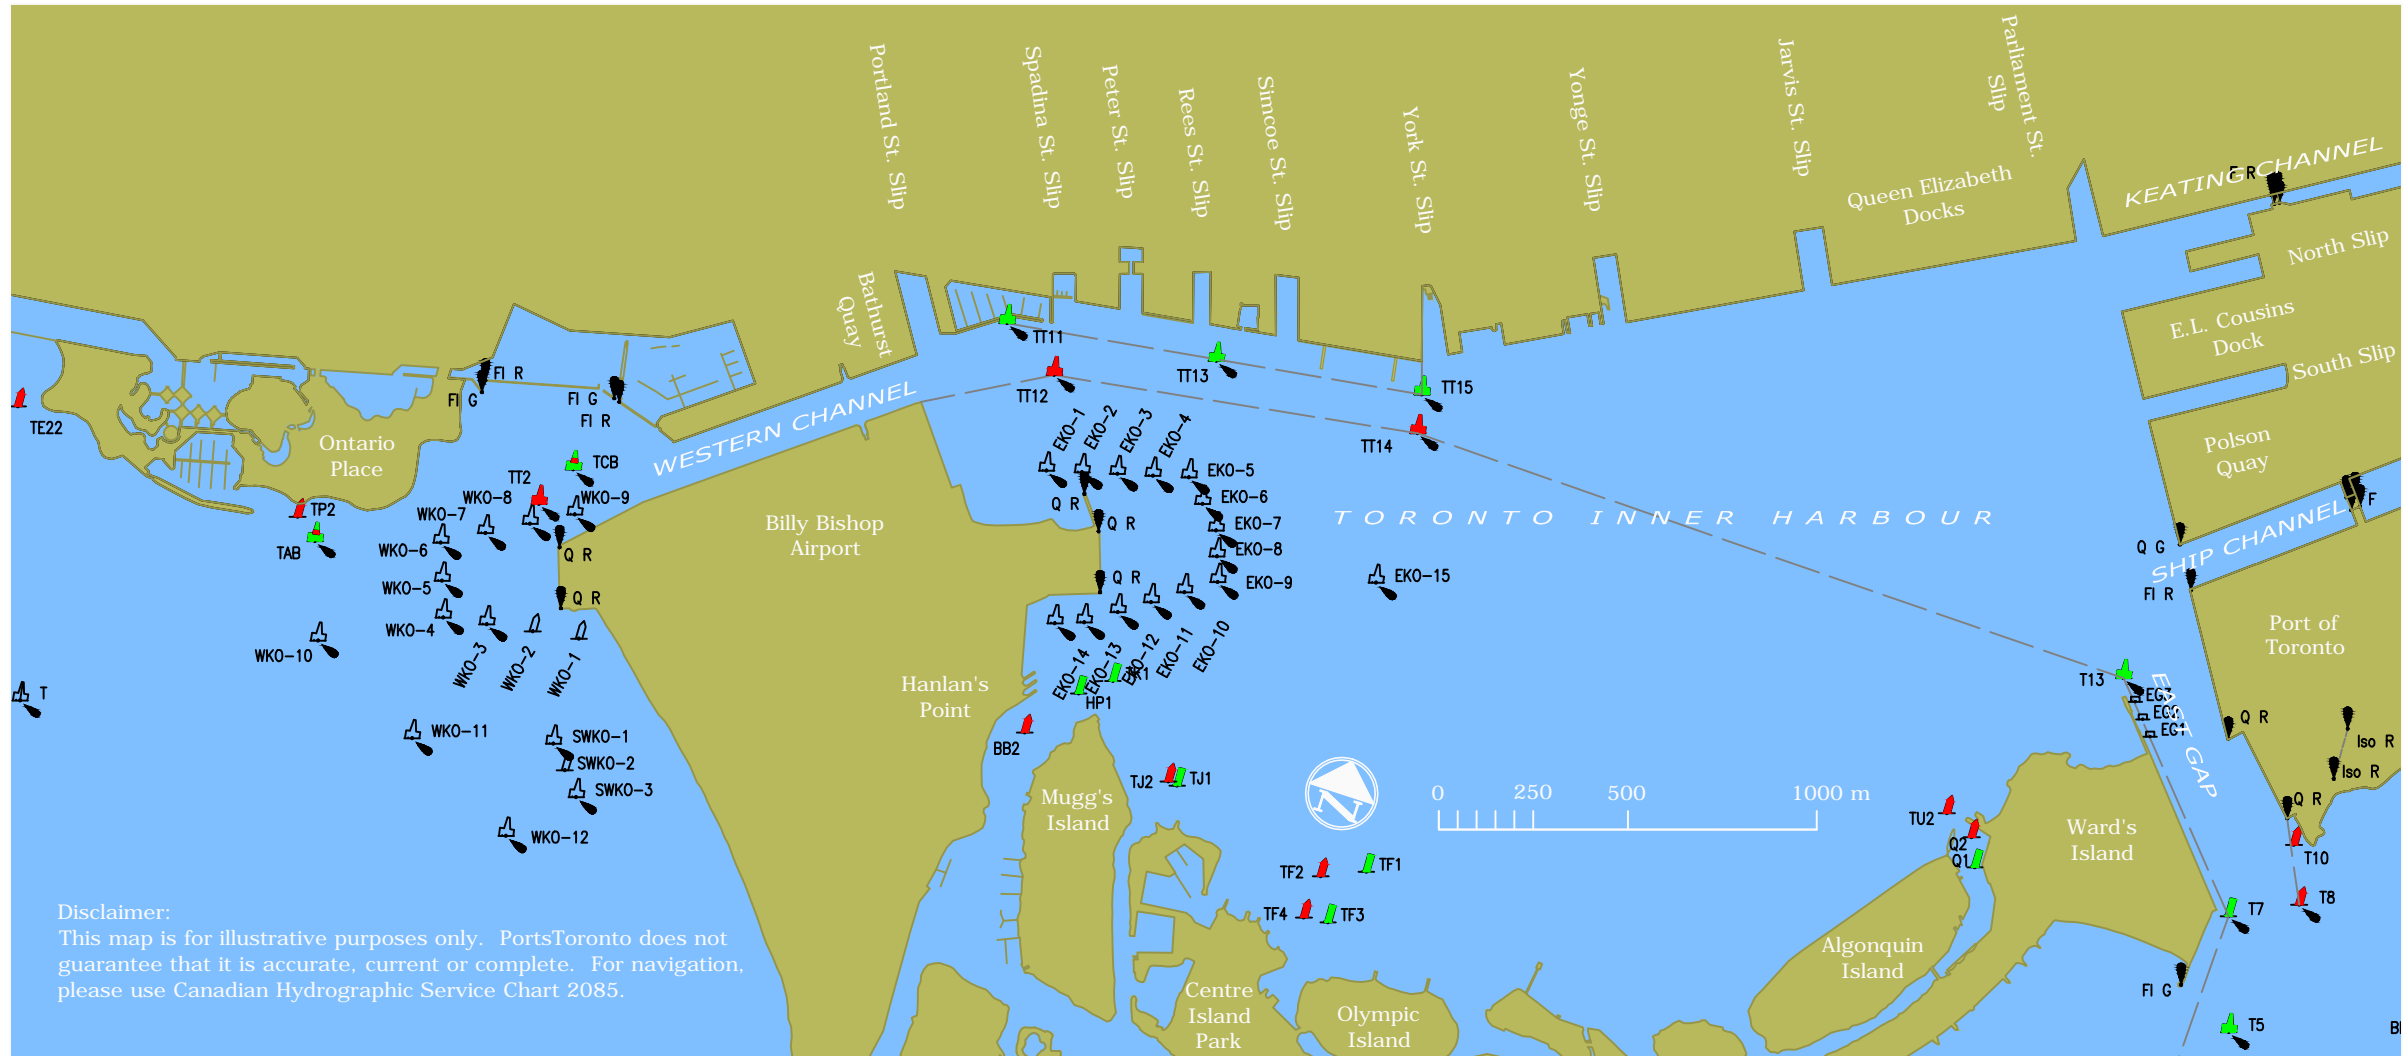 Portland St. Slip
Spadina St. Slip
Peter St. Slip
Rees St. Slip
Simcoe St. Slip
York St. Slip
Yonge St. Slip
Jarvis St. Slip
Parliament St.
Slip
Queen Elizabeth
Docks
KEATING CHANNEL
F R
North Slip
E.L. Cousins
Dock
South Slip
Polson
Quay
F
SHIP CHANNEL
Q G
Fl R
Port of
Toronto
Bathurst
Quay
TT11
TT12
TT13
TT15
TT14
TE22
Fl R
Fl G
Fl G
Fl R
Ontario
Place
WESTERN CHANNEL
TCB
TT2
TP2
TAB
WKO-9
WKO-8
WKO-7
WKO-6
WKO-5
WKO-4
WKO-3
WKO-2
WKO-1
WKO-10
WKO-11
WKO-12
T
Q R
Q R
SWKO-1
SWKO-2
SWKO-3
Billy Bishop
Airport
EKO-1
EKO-2
EKO-3
EKO-4
EKO-5
EKO-6
EKO-7
EKO-8
EKO-9
EKO-10
EKO-11
EKO-12
EKO-13
EKO-14
EKO-15
Q R
Q R
Q R
TORONTO INNER HARBOUR
Hanlan's
Point
HP1
BB2
Mugg's
Island
TJ2
TJ1
N
0 250 500 1000 m
TF2
TF1
TF4
TF3
T13
EG3
EG2
EG1
EAST GAP
Q R
Iso R
Iso R
Q R
T10
T8
T7
TU2
Q2
Q1
Ward's
Island
Algonquin
Island
Fl G
T5
Centre
Island
Park
Olympic
Island
Disclaimer:
This map is for illustrative purposes only. PortsToronto does not
guarantee that it is accurate, current or complete. For navigation,
please use Canadian Hydrographic Service Chart 2085.